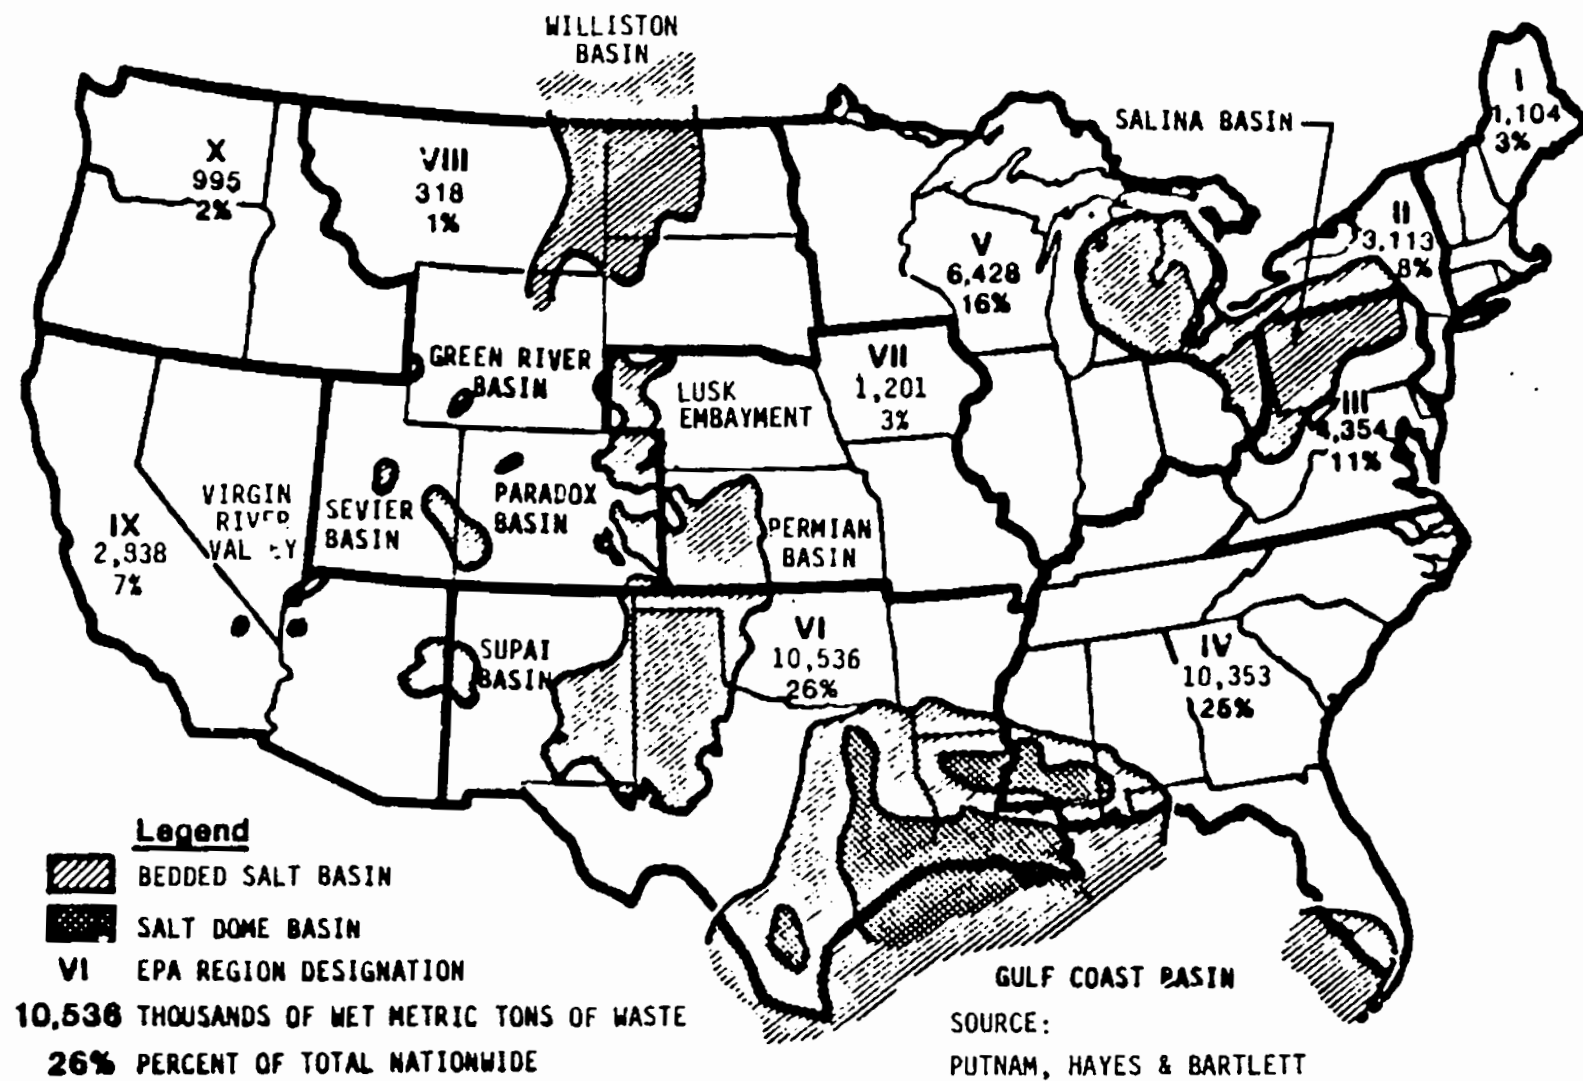 WILLISTON
BASIN
SALINA BASIN
I
1,104
3%
X
995
2%
VIII
318
1%
II
3,113
8%
V
6,428
16%
GREEN RIVER
BASIN
VII
1,201
3%
LUSK
EMBAYMENT
III
4,354
11%
VIRGIN
RIVER
SEVIER
BASIN
PARADOX
BASIN
PERMIAN
BASIN
IX
7%
SUPAI
BASIN
VI
10,536
26%
IV
10,353
Legend
BEDDED SALT BASIN
SALT DOME BASIN
VI EPA REGION DESIGNATION
10,536 THOUSANDS OF WET METRIC TONS OF WASTE
26% PERCENT OF TOTAL NATIONWIDE
GULF COAST BASIN
SOURCE:
PUTNAM, HAYES & BARTLETT